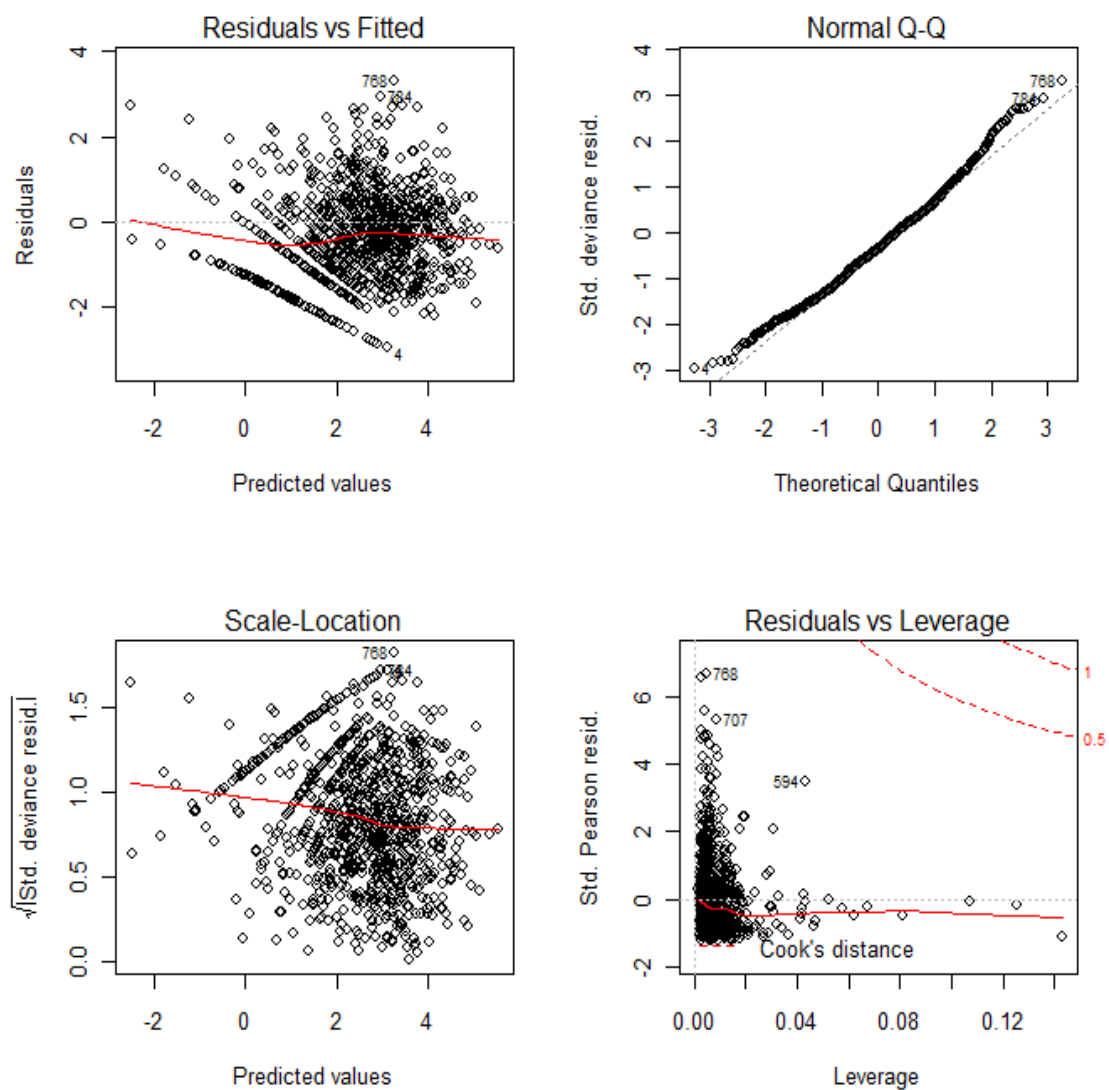 Residuals vs Fitted
4
2
0
-2
Residuals
768
784
4
-2 0 2 4
Predicted values
Normal Q-Q
4
3
2
1
0
-1
-2
-3
Std. deviance resid.
768
784
4
-3 -2 -1 0 1 2 3
Theoretical Quantiles
Scale-Location
1.5
1.0
0.5
0.0
√|Std. deviance resid.|
768
784
-2 0 2 4
Predicted values
Residuals vs Leverage
6
4
2
0
-2
Std. Pearson resid.
768
707
594
1
0.5
Cook's distance
0.00 0.04 0.08 0.12
Leverage